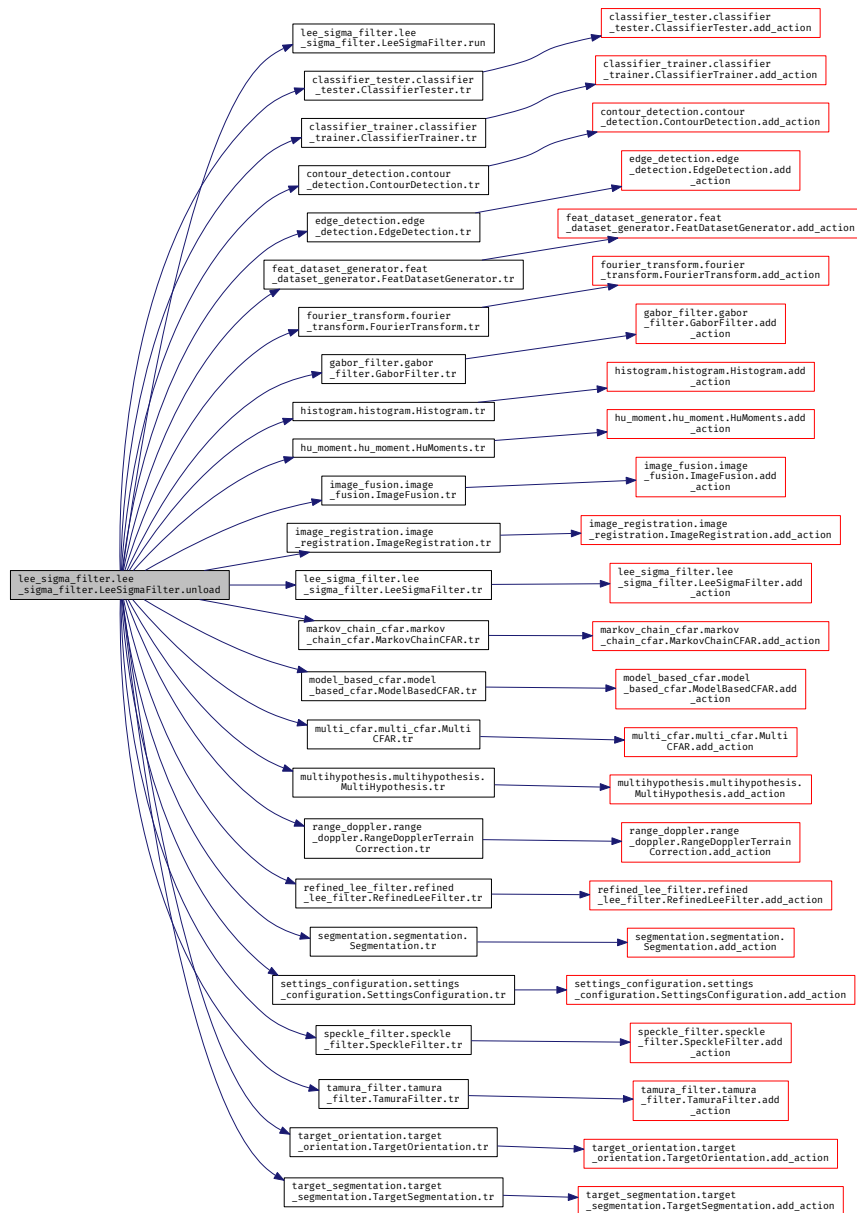 lee_sigma_filter.lee
_sigma_filter.LeeSigmaFilter.unload
lee_sigma_filter.lee
_sigma_filter.LeeSigmaFilter.run
classifier_tester.classifier
_tester.ClassifierTester.tr
classifier_tester.classifier
_tester.ClassifierTester.add_action
classifier_trainer.classifier
_trainer.ClassifierTrainer.tr
classifier_trainer.classifier
_trainer.ClassifierTrainer.add_action
contour_detection.contour
_detection.ContourDetection.tr
contour_detection.contour
_detection.ContourDetection.add_action
edge_detection.edge
_detection.EdgeDetection.tr
edge_detection.edge
_detection.EdgeDetection.add
_action
feat_dataset_generator.feat
_dataset_generator.FeatDatasetGenerator.tr
feat_dataset_generator.feat
_dataset_generator.FeatDatasetGenerator.add_action
fourier_transform.fourier
_transform.FourierTransform.tr
fourier_transform.fourier
_transform.FourierTransform.add_action
gabor_filter.gabor
_filter.GaborFilter.tr
gabor_filter.gabor
_filter.GaborFilter.add
_action
histogram.histogram.Histogram.tr
histogram.histogram.Histogram.add
_action
hu_moment.hu_moment.HuMoments.tr
hu_moment.hu_moment.HuMoments.add
_action
image_fusion.image
_fusion.ImageFusion.tr
image_fusion.image
_fusion.ImageFusion.add
_action
image_registration.image
_registration.ImageRegistration.tr
image_registration.image
_registration.ImageRegistration.add_action
lee_sigma_filter.lee
_sigma_filter.LeeSigmaFilter.tr
lee_sigma_filter.lee
_sigma_filter.LeeSigmaFilter.add
_action
markov_chain_cfar.markov
_chain_cfar.MarkovChainCFAR.tr
markov_chain_cfar.markov
_chain_cfar.MarkovChainCFAR.add_action
model_based_cfar.model
_based_cfar.ModelBasedCFAR.tr
model_based_cfar.model
_based_cfar.ModelBasedCFAR.add
_action
multi_cfar.multi_cfar.Multi
CFAR.tr
multi_cfar.multi_cfar.Multi
CFAR.add_action
multihypothesis.multihypothesis.
MultiHypothesis.tr
multihypothesis.multihypothesis.
MultiHypothesis.add_action
range_doppler.range
_doppler.RangeDopplerTerrain
Correction.tr
range_doppler.range
_doppler.RangeDopplerTerrain
Correction.add_action
refined_lee_filter.refined
_lee_filter.RefinedLeeFilter.tr
refined_lee_filter.refined
_lee_filter.RefinedLeeFilter.add_action
segmentation.segmentation.
Segmentation.tr
segmentation.segmentation.
Segmentation.add_action
settings_configuration.settings
_configuration.SettingsConfiguration.tr
settings_configuration.settings
_configuration.SettingsConfiguration.add_action
speckle_filter.speckle
_filter.SpeckleFilter.tr
speckle_filter.speckle
_filter.SpeckleFilter.add
_action
tamura_filter.tamura
_filter.TamuraFilter.tr
tamura_filter.tamura
_filter.TamuraFilter.add
_action
target_orientation.target
_orientation.TargetOrientation.tr
target_orientation.target
_orientation.TargetOrientation.add_action
target_segmentation.target
_segmentation.TargetSegmentation.tr
target_segmentation.target
_segmentation.TargetSegmentation.add_action